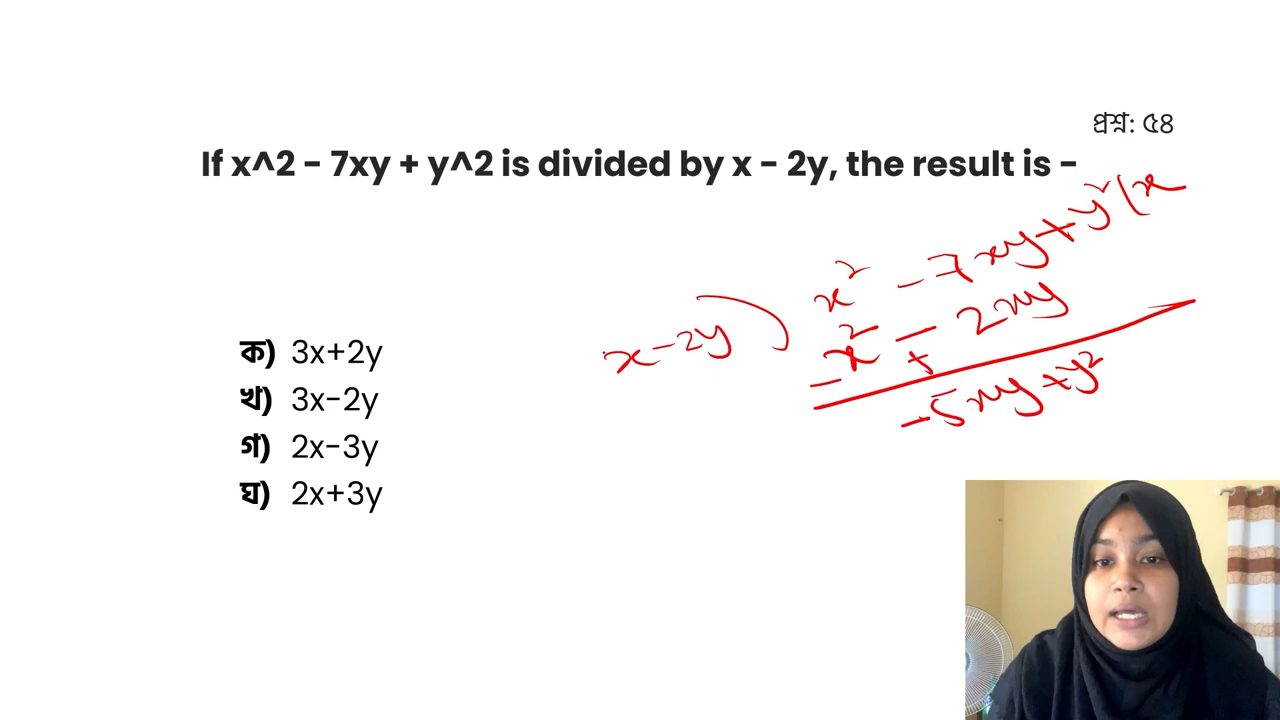 প্রশ্ন: ৫৪
If x^2 - 7xy + y^2 is divided by x - 2y, the result is -
x - 2y ) x² - 7xy + y² ( x
x² - 2xy
- +
- 5xy + y²
ক) 3x+2y
খ) 3x-2y
গ) 2x-3y
ঘ) 2x+3y